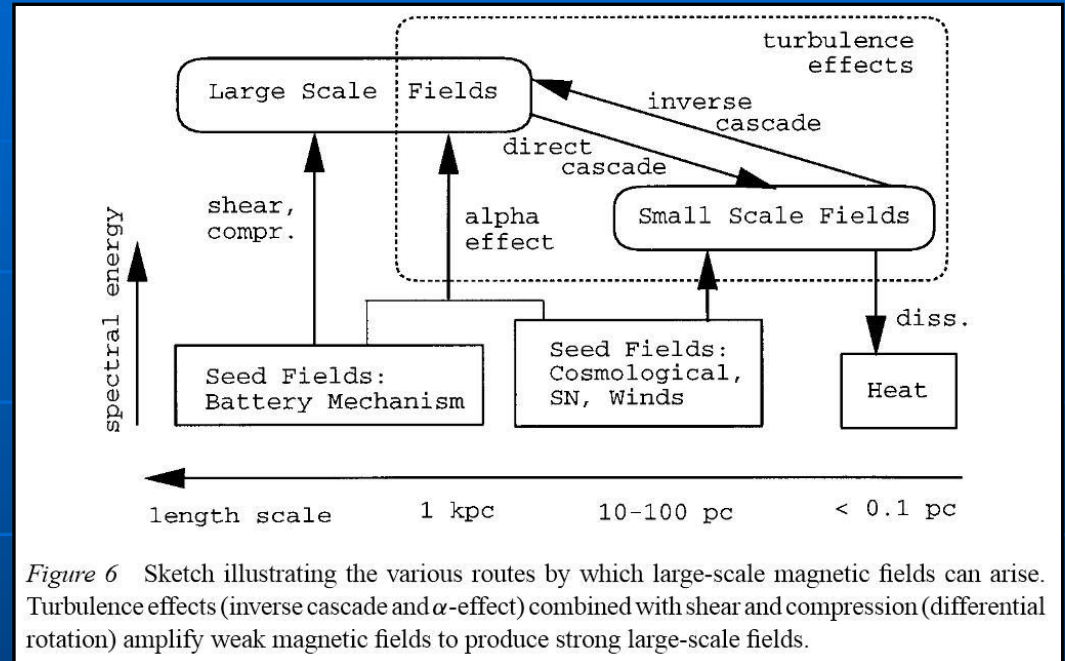 turbulence
effects
Large Scale Fields
inverse
cascade
direct
cascade
shear,
compr.
alpha
effect
Small Scale Fields
spectral energy
diss.
Seed Fields:
Battery Mechanism
Seed Fields:
Cosmological,
SN, Winds
Heat
length scale 1 kpc 10-100 pc < 0.1 pc
Figure 6 Sketch illustrating the various routes by which large-scale magnetic fields can arise.
Turbulence effects (inverse cascade and α-effect) combined with shear and compression (differential
rotation) amplify weak magnetic fields to produce strong large-scale fields.